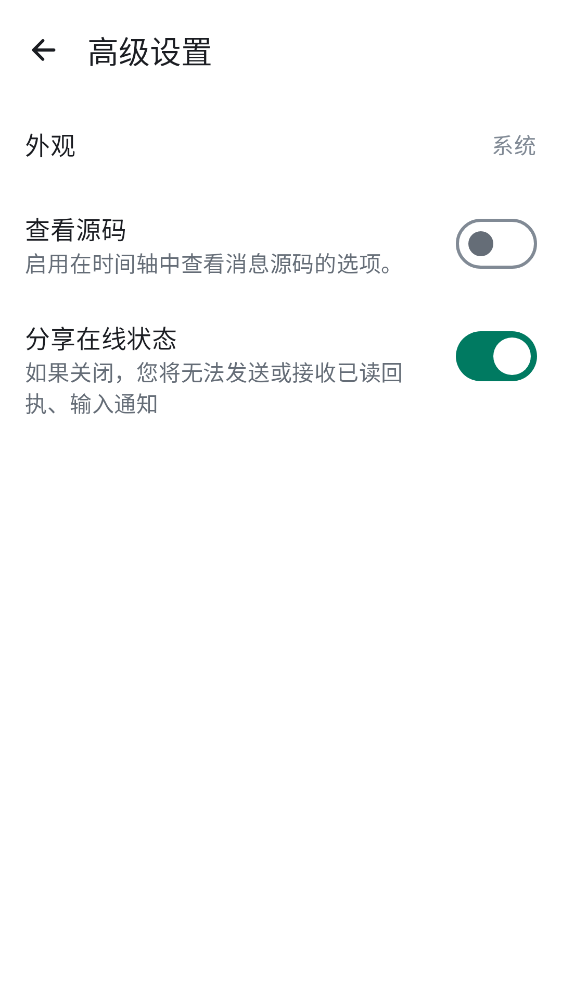 高级设置
外观
系统
查看源码
启用在时间轴中查看消息源码的选项。
分享在线状态
如果关闭，您将无法发送或接收已读回
执、输入通知